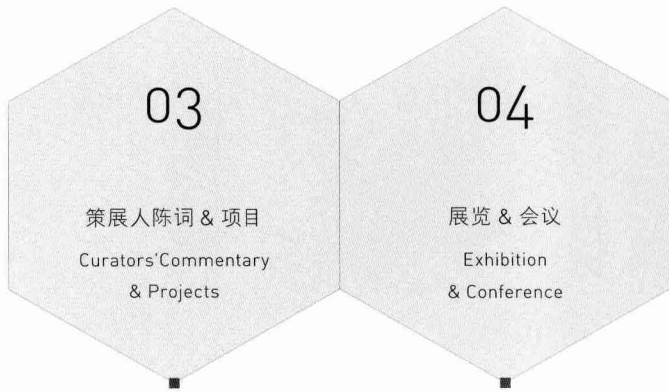 03
策展人陈词 & 项目
Curators'Commentary
& Projects
04
展览 & 会议
Exhibition
& Conference